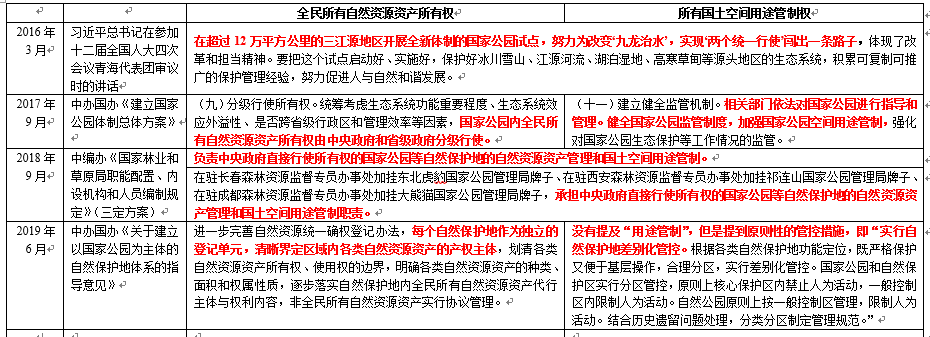 全民所有自然资源资产所有权
所有国土空间用途管制权
2016 年
3 月
习近平总书记在参加
十二届全国人大四次
会议青海代表团审议
时的讲话
在超过 12 万平方公里的三江源地区开展全新体制的国家公园试点，努力为改变“九龙治水”，实现“两个统一行使”闯出一条路子，体现了改
革和担当精神。要把这个试点启动好、实施好，保护好冰川雪山、江源河流、湖泊湿地、高寒草甸等源头地区的生态系统，积累可复制可推
广的保护管理经验，努力促进人与自然和谐发展。
2017 年
9 月
中办国办《建立国家
公园体制总体方案》
（九）分级行使所有权。统筹考虑生态系统功能重要程度、生态系统效
应外溢性、是否跨省级行政区和管理效率等因素，国家公园内全民所
有自然资源资产所有权由中央政府和省级政府分级行使。
（十一）建立健全监管机制。相关部门依法对国家公园进行指导和
管理。健全国家公园监管制度，加强国家公园空间用途管制，强化
对国家公园生态保护等工作情况的监管。
2018 年
9 月
中编办《国家林业和
草原局职能配置、内
设机构和人员编制规
定》（三定方案）
负责中央政府直接行使所有权的国家公园等自然保护地的自然资源资产管理和国土空间用途管制。
在驻长春森林资源监督专员办事处加挂东北虎豹国家公园管理局牌子、在驻西安森林资源监督专员办事处加挂祁连山国家公园管理局牌子、
在驻成都森林资源监督专员办事处加挂大熊猫国家公园管理局牌子，承担中央政府直接行使所有权的国家公园等自然保护地的自然资源资
产管理和国土空间用途管制职责。
2019 年
6 月
中办国办《关于建立
以国家公园为主体的
自然保护地体系的指
导意见》
进一步完善自然资源统一确权登记办法，每个自然保护地作为独立的
登记单元，清晰界定区域内各类自然资源资产的产权主体，划清各类
自然资源资产所有权、使用权的边界，明确各类自然资源资产的种类、
面积和权属性质，逐步落实自然保护地内全民所有自然资源资产代行
主体与权利内容，非全民所有自然资源资产实行协议管理。
没有提及“用途管制”，但是提到原则性的管控措施，即“实行自
然保护地差别化管控。根据各类自然保护地功能定位，既严格保护
又便于基层操作，合理分区，实行差别化管控。国家公园和自然保
护区实行分区管控，原则上核心保护区内禁止人为活动，一般控制
区内限制人为活动。自然公园原则上按一般控制区管理，限制人为
活动。结合历史遗留问题处理，分类分区制定管理规范。”